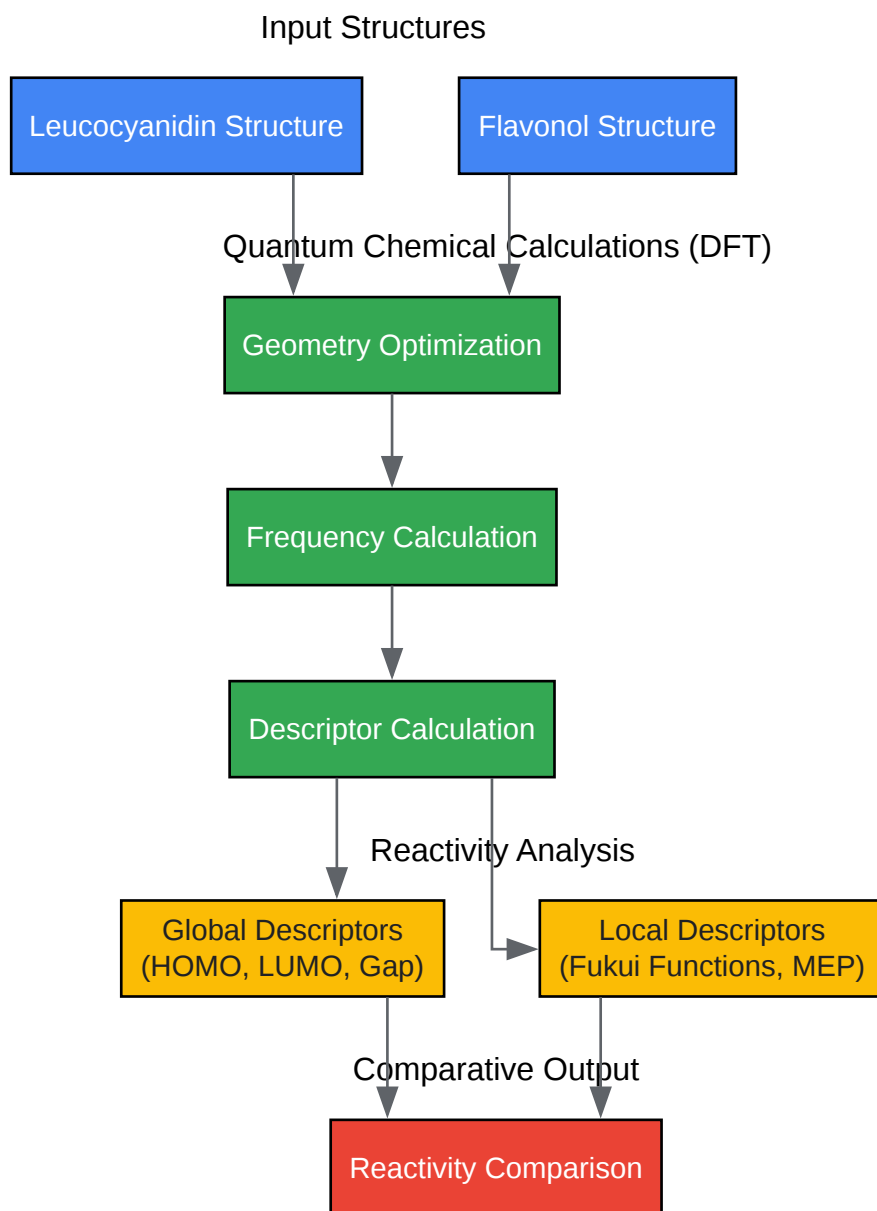 Input Structures
Leucocyanidin Structure
Flavonol Structure
Quantum Chemical Calculations (DFT)
Geometry Optimization
Frequency Calculation
Descriptor Calculation
Reactivity Analysis
Global Descriptors
(HOMO, LUMO, Gap)
Local Descriptors
(Fukui Functions, MEP)
Comparative Output
Reactivity Comparison